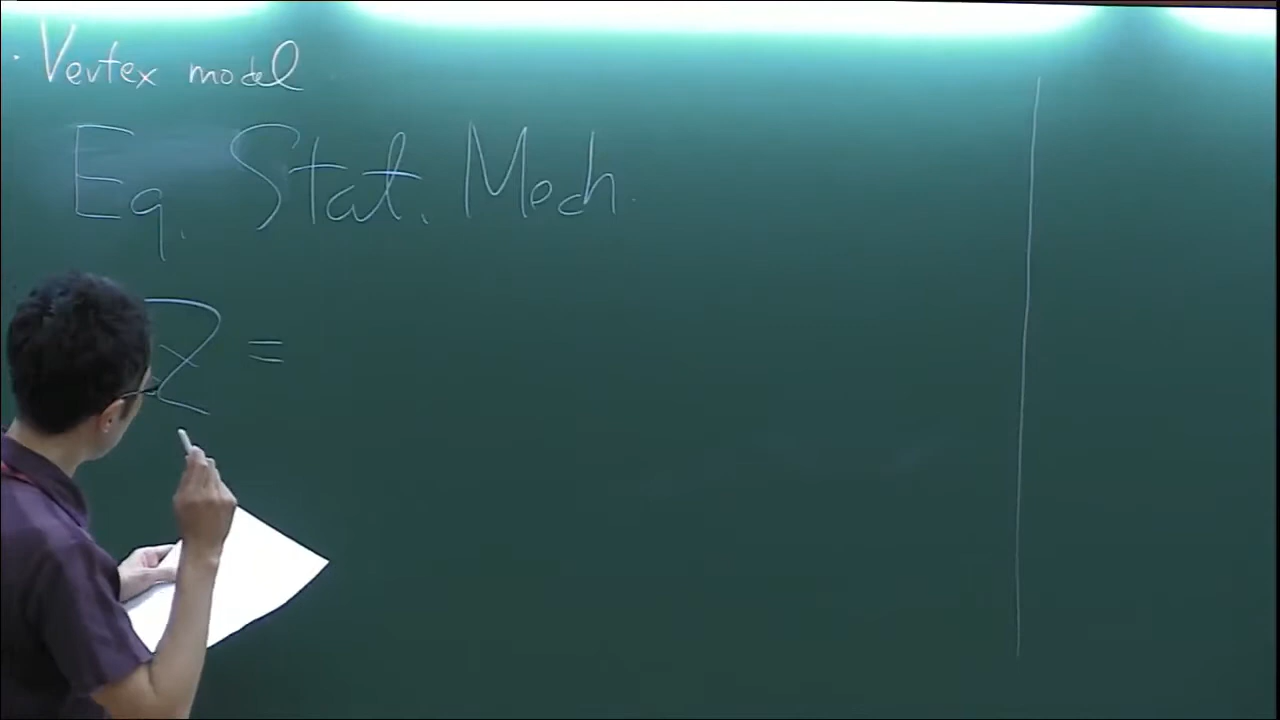 · Vertex model
Eq. Stat. Mech.
Z =